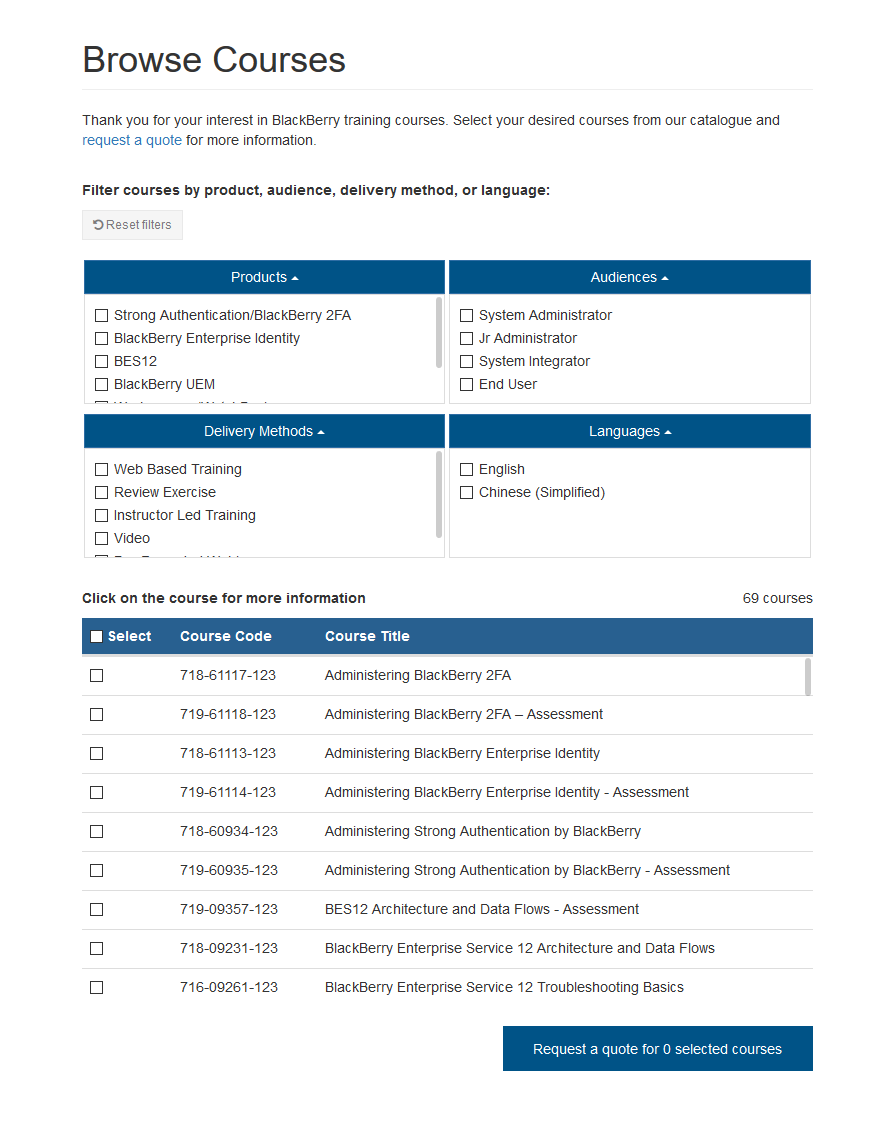 Browse Courses
Thank you for your interest in BlackBerry training courses. Select your desired courses from our catalogue and
request a quote for more information.
Filter courses by product, audience, delivery method, or language:
Reset filters
Products
Strong Authentication/BlackBerry 2FA
BlackBerry Enterprise Identity
BES12
BlackBerry UEM
Audiences
System Administrator
Jr Administrator
System Integrator
End User
Delivery Methods
Web Based Training
Review Exercise
Instructor Led Training
Video
Languages
English
Chinese (Simplified)
Click on the course for more information 69 courses
Select Course Code Course Title
718-61117-123 Administering BlackBerry 2FA
719-61118-123 Administering BlackBerry 2FA – Assessment
718-61113-123 Administering BlackBerry Enterprise Identity
719-61114-123 Administering BlackBerry Enterprise Identity - Assessment
718-60934-123 Administering Strong Authentication by BlackBerry
719-60935-123 Administering Strong Authentication by BlackBerry - Assessment
719-09357-123 BES12 Architecture and Data Flows - Assessment
718-09231-123 BlackBerry Enterprise Service 12 Architecture and Data Flows
716-09261-123 BlackBerry Enterprise Service 12 Troubleshooting Basics
Request a quote for 0 selected courses